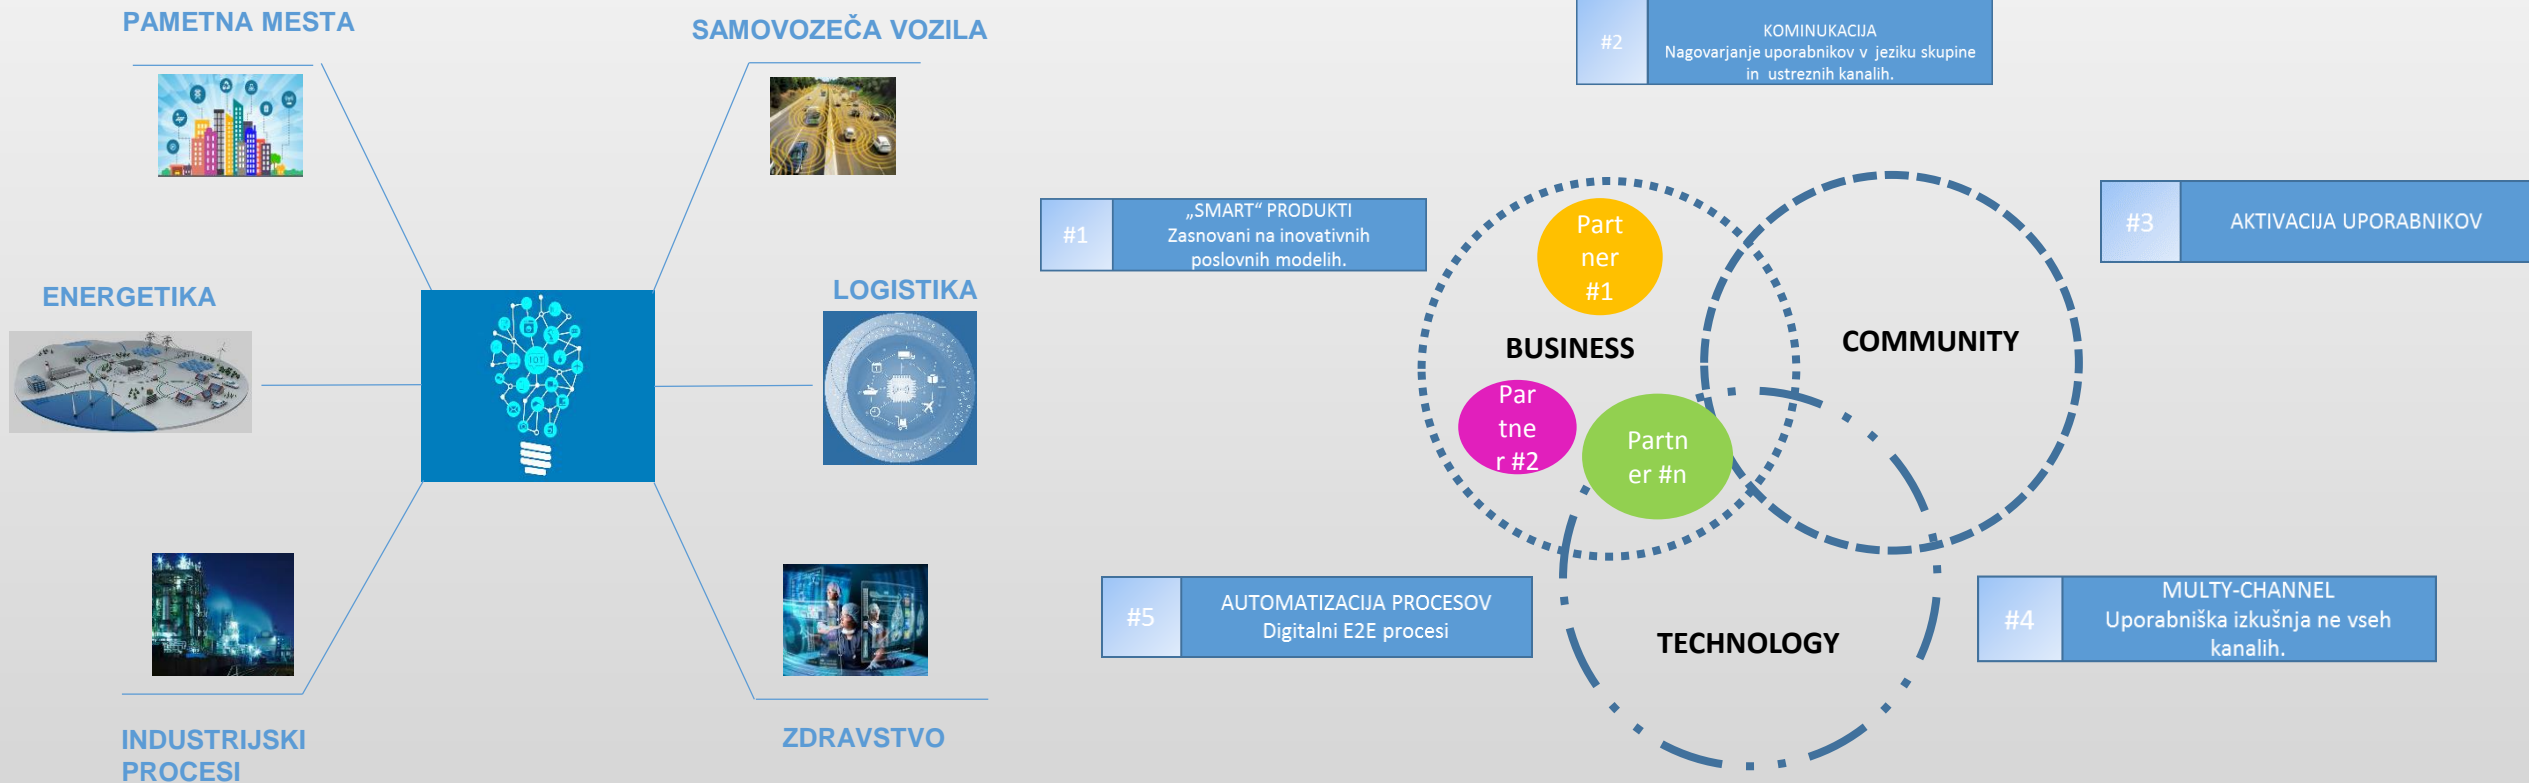 PAMETNA MESTA
SAMOVOZEČA VOZILA
ENERGETIKA
LOGISTIKA
IOT
INDUSTRIJSKI
PROCESI
ZDRAVSTVO
#2
KOMINUKACIJA
Nagovarjanje uporabnikov v jeziku skupine
in ustreznih kanalih.
#1
„SMART“ PRODUKTI
Zasnovani na inovativnih
poslovnih modelih.
#3
AKTIVACIJA UPORABNIKOV
Part
ner
#1
BUSINESS
COMMUNITY
Par
tne
r #2
Partn
er #n
#5
AUTOMATIZACIJA PROCESOV
Digitalni E2E procesi
TECHNOLOGY
#4
MULTY-CHANNEL
Uporabniška izkušnja ne vseh
kanalih.